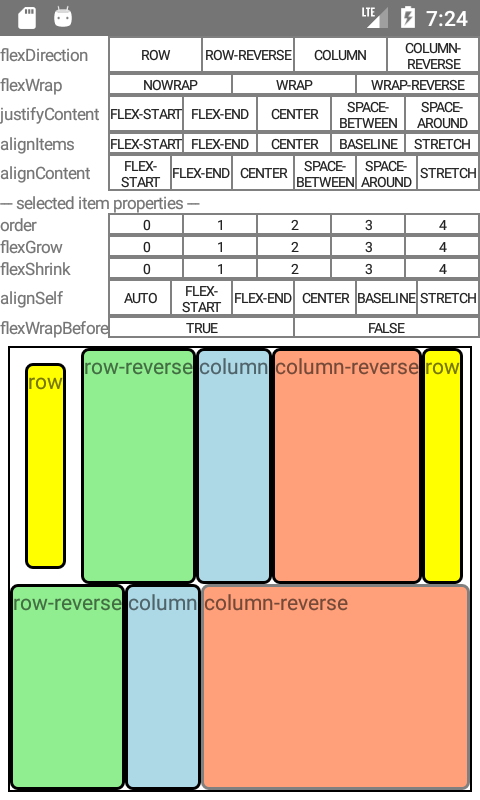 LTE 7:24
flexDirection ROW ROW-REVERSE COLUMN COLUMN-
REVERSE
flexWrap NOWRAP WRAP WRAP-REVERSE
justifyContent FLEX-START FLEX-END CENTER SPACE-
BETWEEN SPACE-
AROUND
alignItems FLEX-START FLEX-END CENTER BASELINE STRETCH
alignContent FLEX-
START FLEX-END CENTER SPACE-
BETWEEN SPACE-
AROUND STRETCH
--- selected item properties ---
order 0 1 2 3 4
flexGrow 0 1 2 3 4
flexShrink 0 1 2 3 4
alignSelf AUTO FLEX-
START FLEX-END CENTER BASELINE STRETCH
flexWrapBefore TRUE FALSE
row row-reverse column column-reverse row
row-reverse column column-reverse